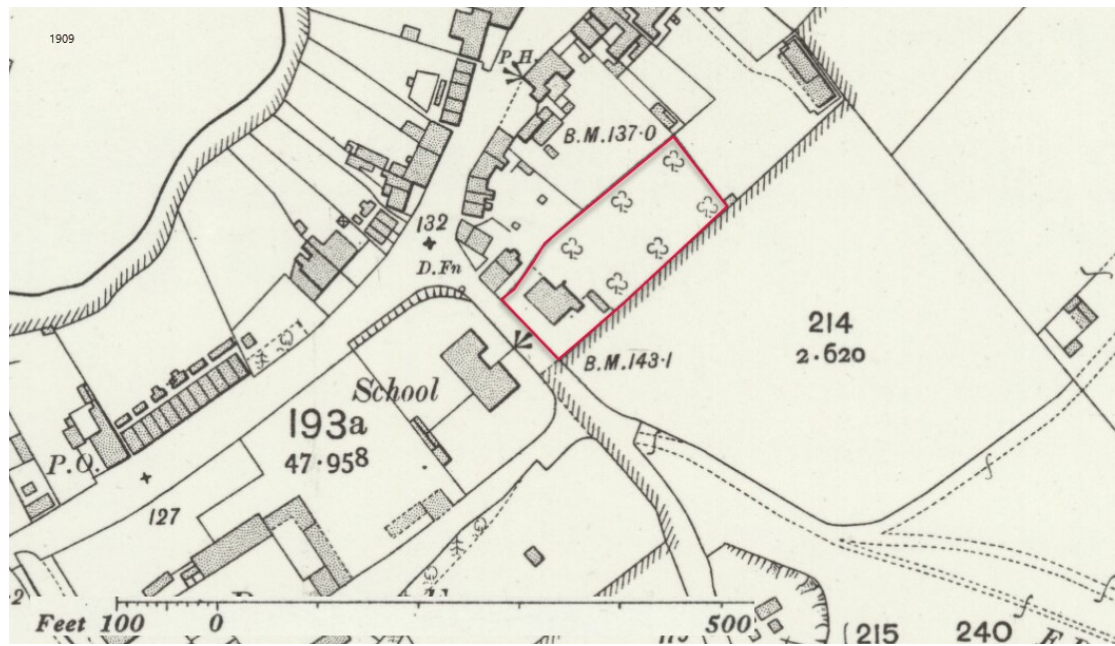 1909
P.H.
B.M.137·0
132
D.Fn
214
2·620
B.M.143·1
School
193a
47·958
P.O.
127
2
Feet 100 0 500
215 240